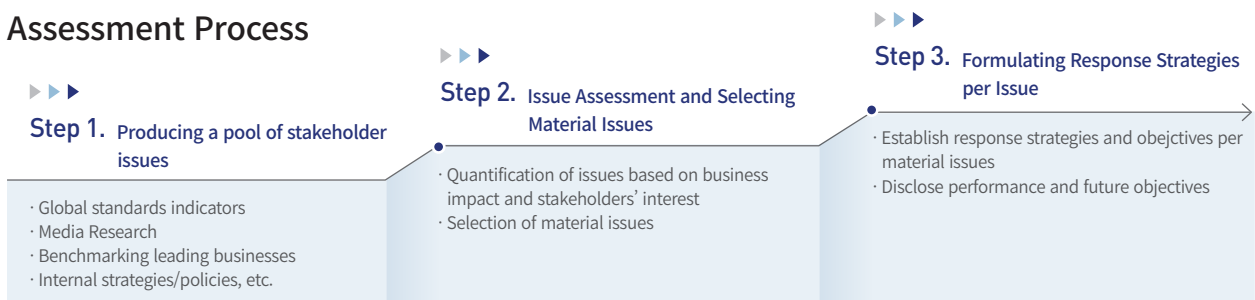 Assessment Process
Step 1. Producing a pool of stakeholder
issues
· Global standards indicators
· Media Research
· Benchmarking leading businesses
· Internal strategies/policies, etc.
Step 2. Issue Assessment and Selecting
Material Issues
· Quantification of issues based on business
impact and stakeholders’ interest
· Selection of material issues
Step 3. Formulating Response Strategies
per Issue
· Establish response strategies and obejctives per
material issues
· Disclose performance and future objectives